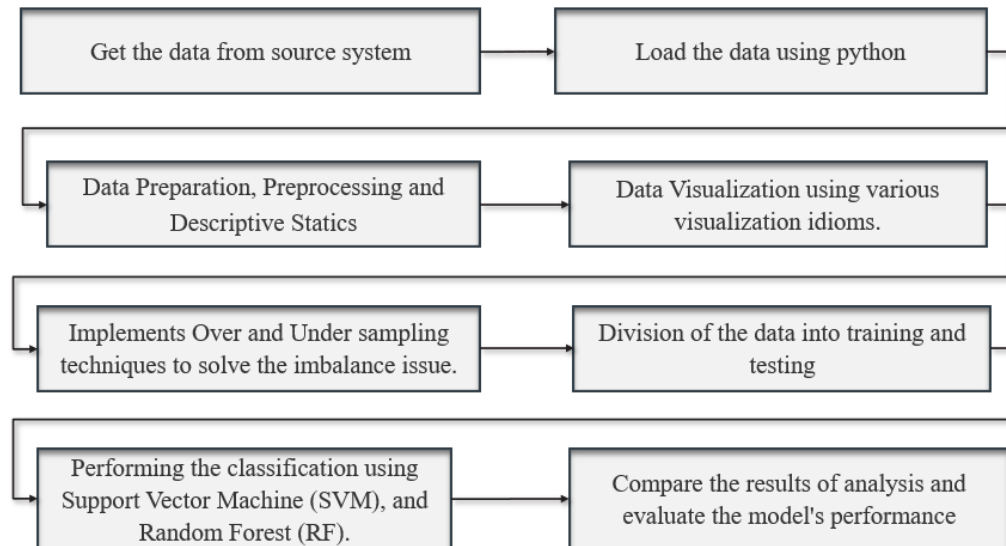 Get the data from source system
Load the data using python
Data Preparation, Preprocessing and
Descriptive Statics
Data Visualization using various
visualization idioms.
Implements Over and Under sampling
techniques to solve the imbalance issue.
Division of the data into training and
testing
Performing the classification using
Support Vector Machine (SVM), and
Random Forest (RF).
Compare the results of analysis and
evaluate the model's performance